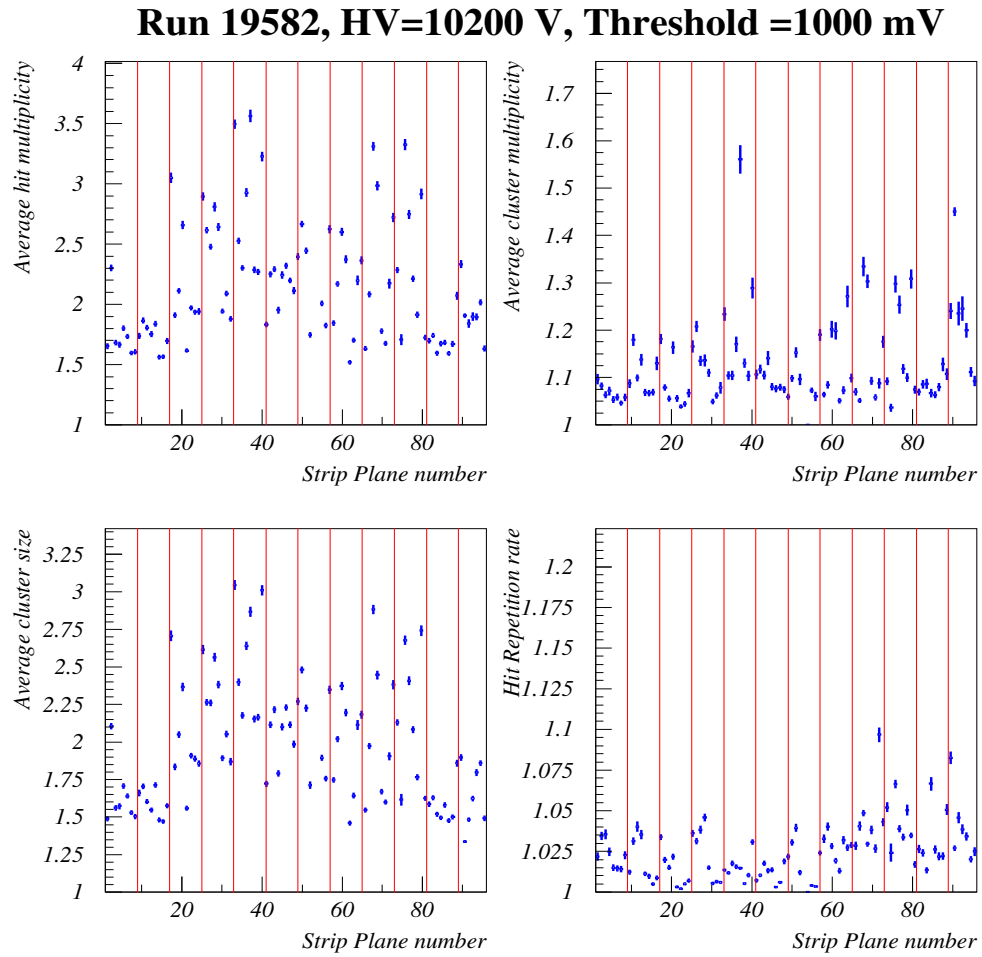 Run 19582, HV=10200 V, Threshold =1000 mV
Average hit multiplicity
4
3.5
3
2.5
2
1.5
1
20 40 60 80
Strip Plane number
Average cluster multiplicity
1.7
1.6
1.5
1.4
1.3
1.2
1.1
1
20 40 60 80
Strip Plane number
Average cluster size
3.25
3
2.75
2.5
2.25
2
1.75
1.5
1.25
1
20 40 60 80
Strip Plane number
Hit Repetition rate
1.2
1.175
1.15
1.125
1.1
1.075
1.05
1.025
1
20 40 60 80
Strip Plane number